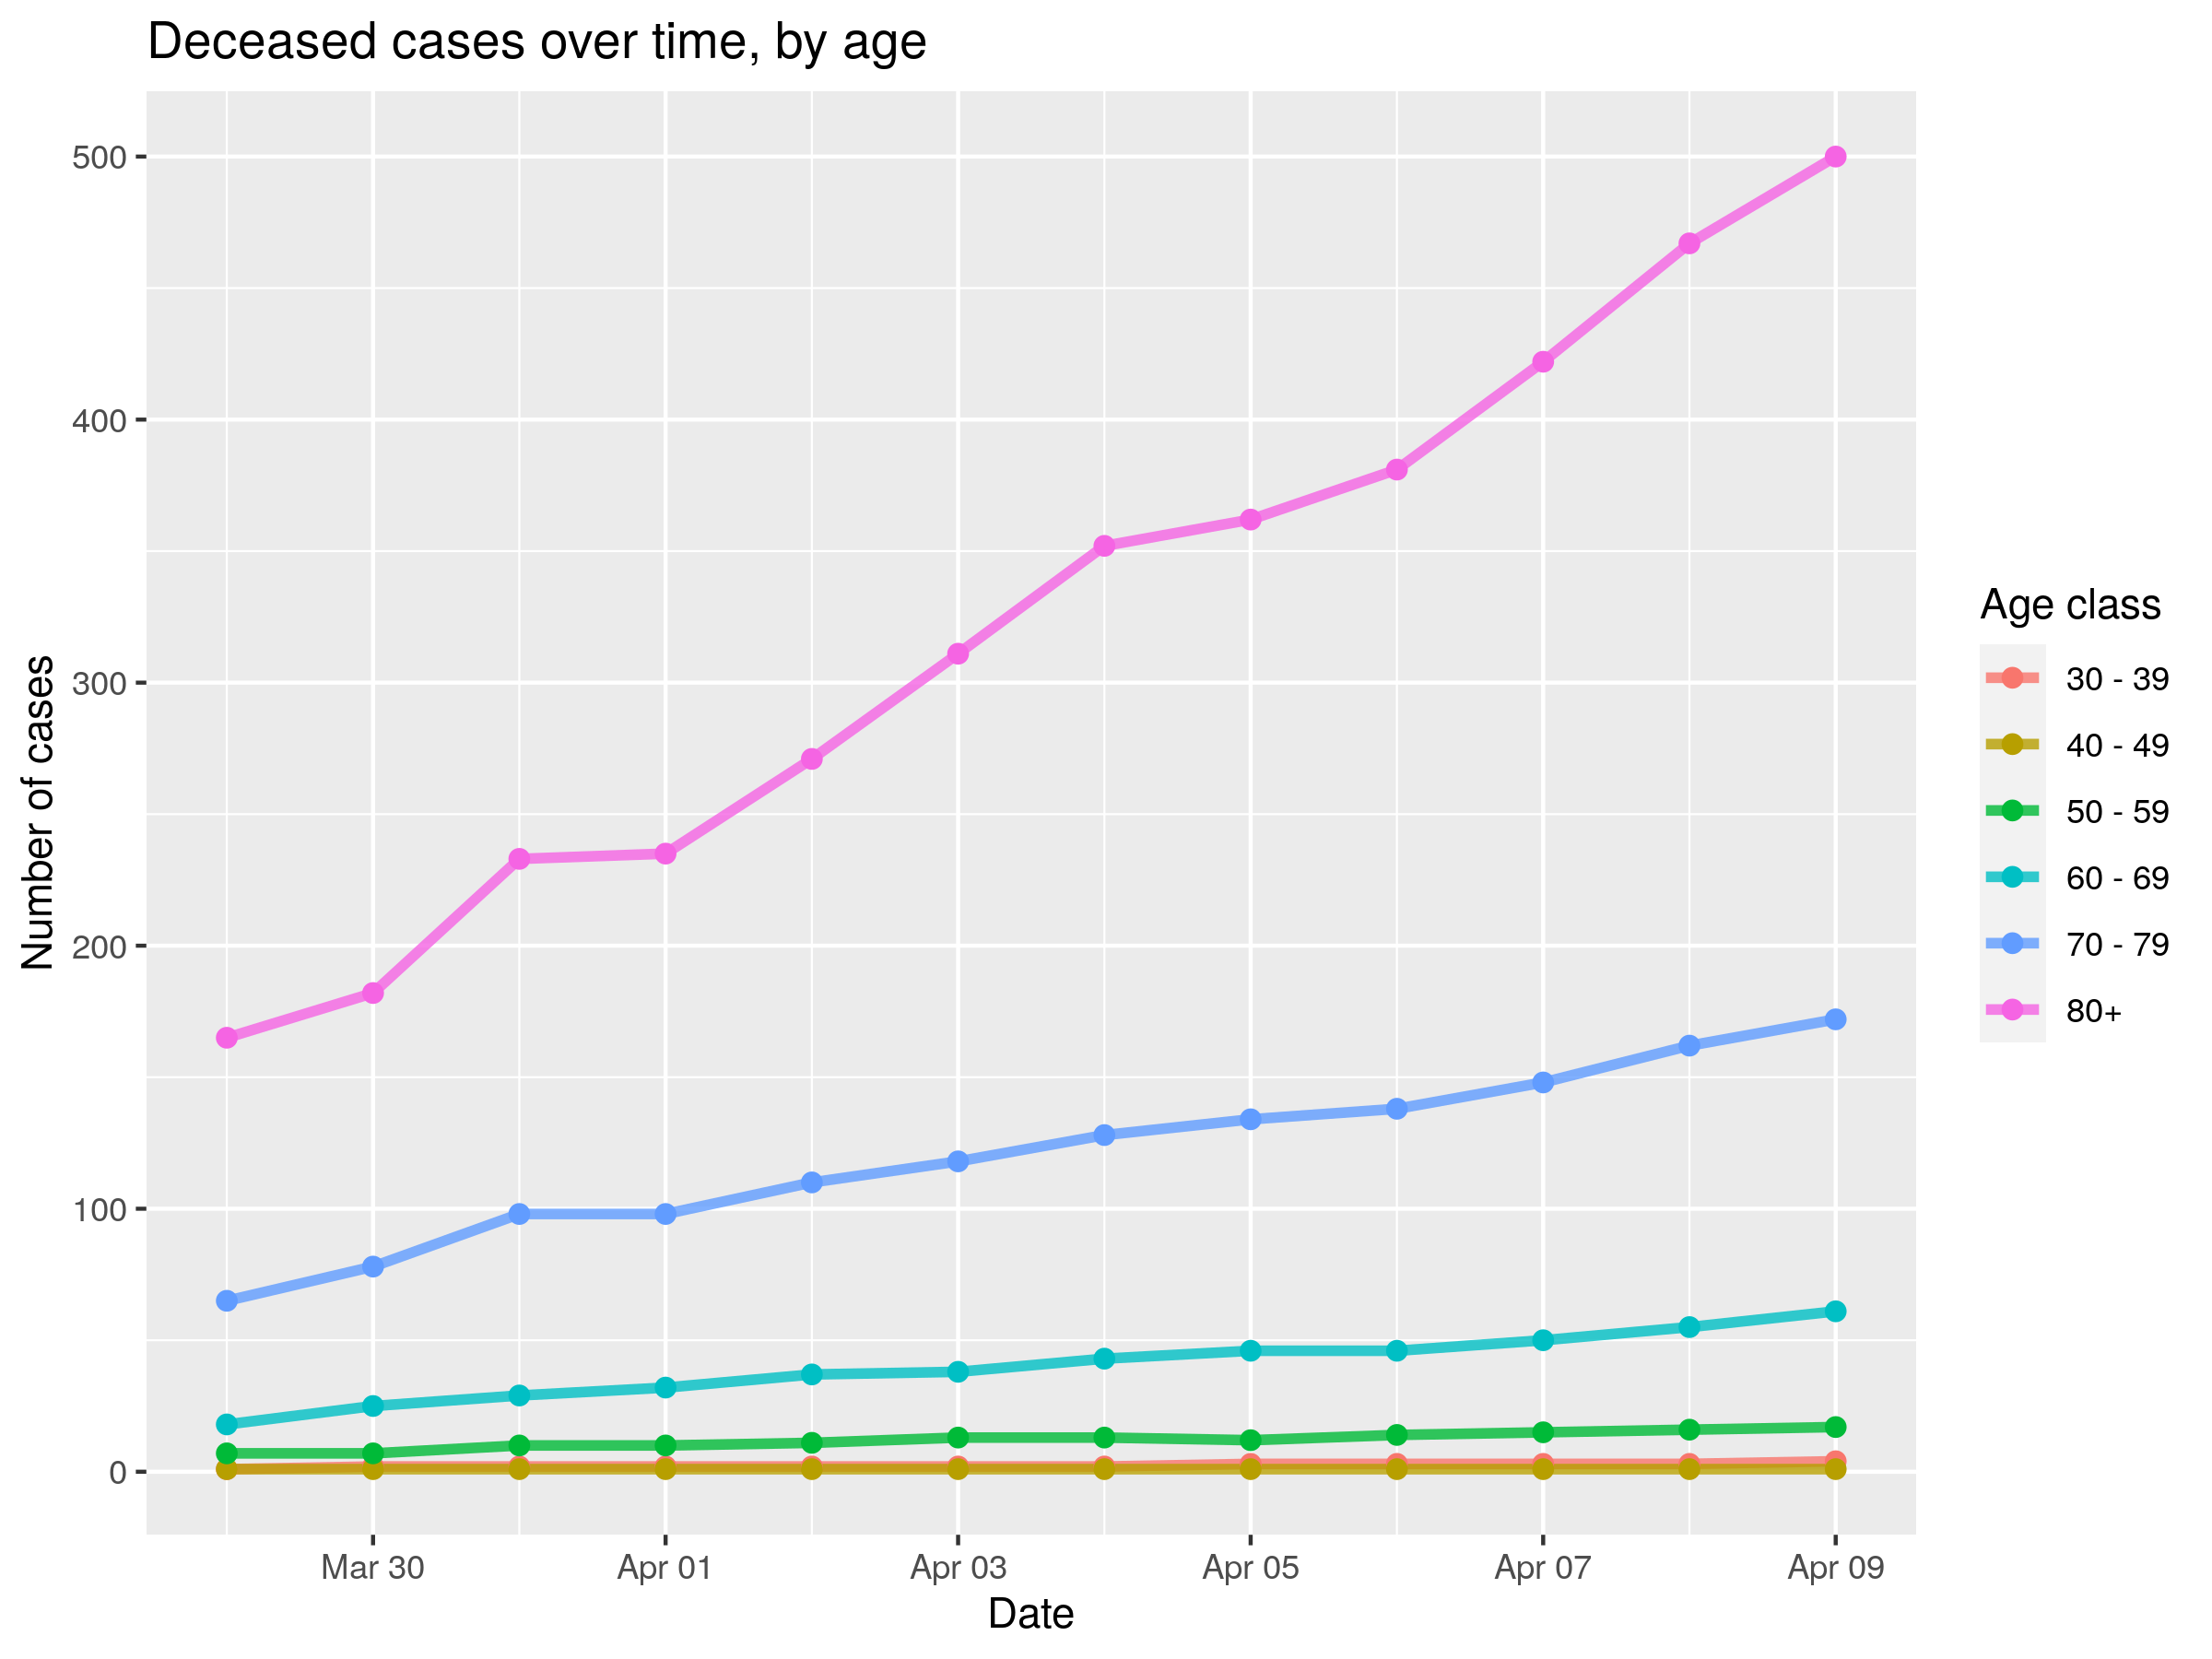 Deceased cases over time, by age
Number of cases
500
400
300
200
100
0
Mar 30
Apr 01
Apr 03
Apr 05
Apr 07
Apr 09
Date
Age class
30 - 39
40 - 49
50 - 59
60 - 69
70 - 79
80+